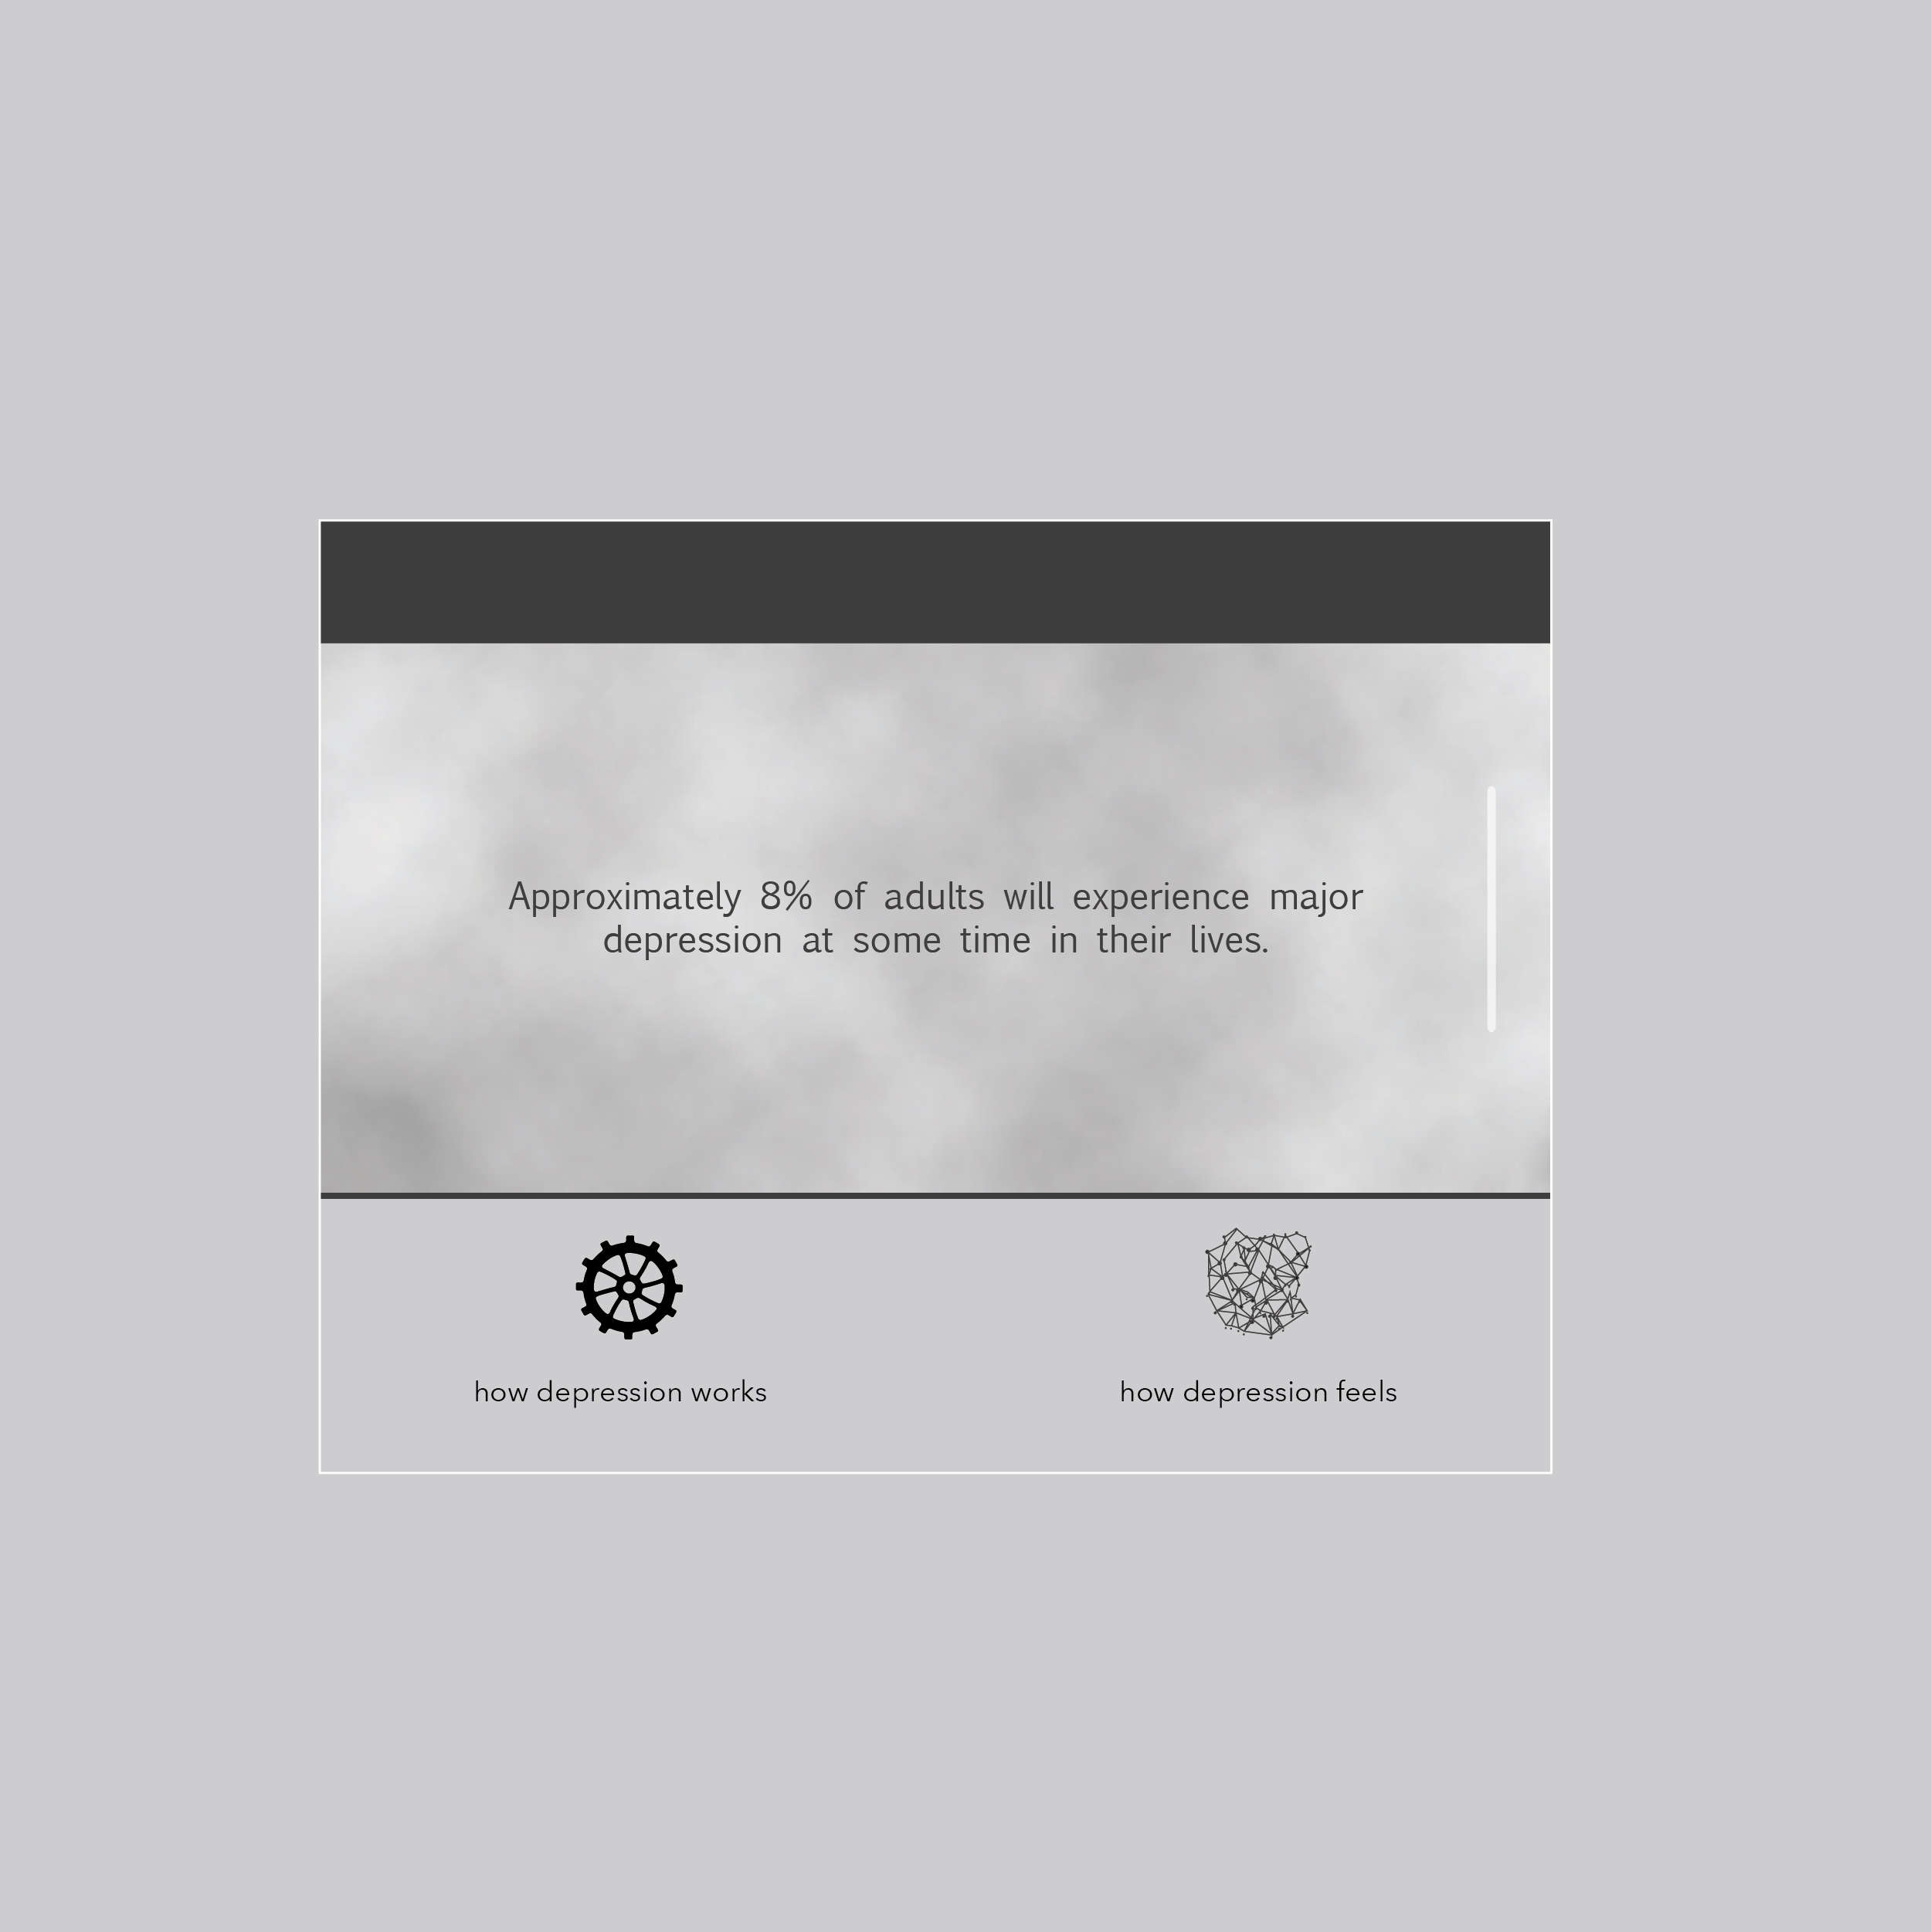 Approximately 8% of adults will experience major
depression at some time in their lives.
how depression works
how depression feels